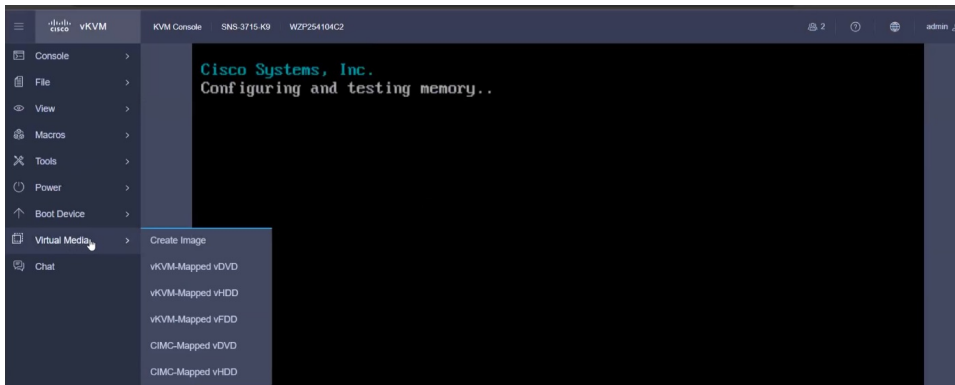 cisco vKVM
KVM Console SNS-3715-K9 WZP254104C2
2
admin
Console
File
View
Macros
Tools
Power
Boot Device
Virtual Media
Chat
Create Image
vKVM-Mapped vDVD
vKVM-Mapped vHDD
vKVM-Mapped vFDD
CIMC-Mapped vDVD
CIMC-Mapped vHDD
Cisco Systems, Inc.
Configuring and testing memory..